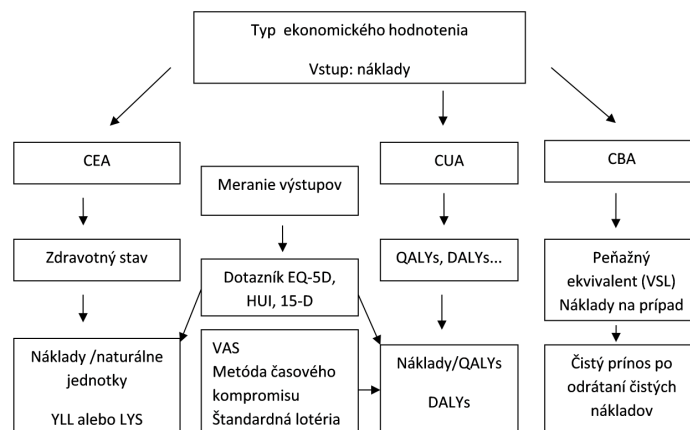 Typ ekonomického hodnotenia
Vstup: náklady
CEA
CUA
CBA
Meranie výstupov
Zdravotný stav
QALYs, DALYs...
Peňažný
ekvivalent (VSL)
Náklady na prípad
Dotazník EQ-5D,
HUI, 15-D
Náklady /naturálne
jednotky
YLL alebo LYS
VAS
Metóda časového
kompromisu
Štandardná lotéria
Náklady/QALYs
DALYs
Čistý prínos po
odrátaní čistých
nákladov